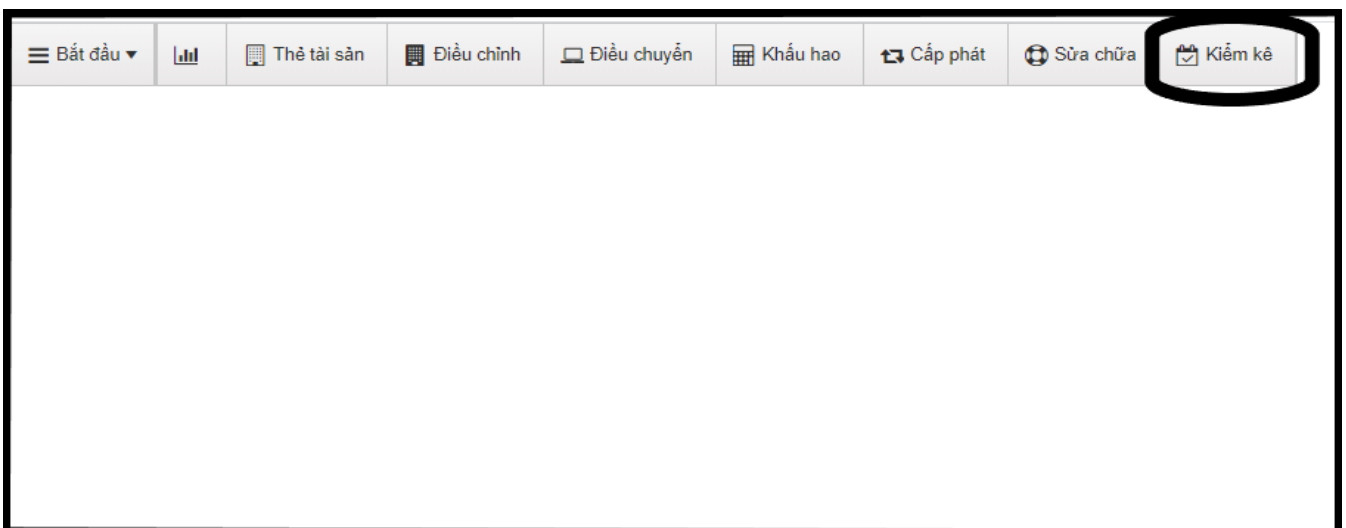 Bắt đầu Thẻ tài sản Điều chỉnh Điều chuyển Khấu hao Cấp phát Sửa chữa Kiểm kê